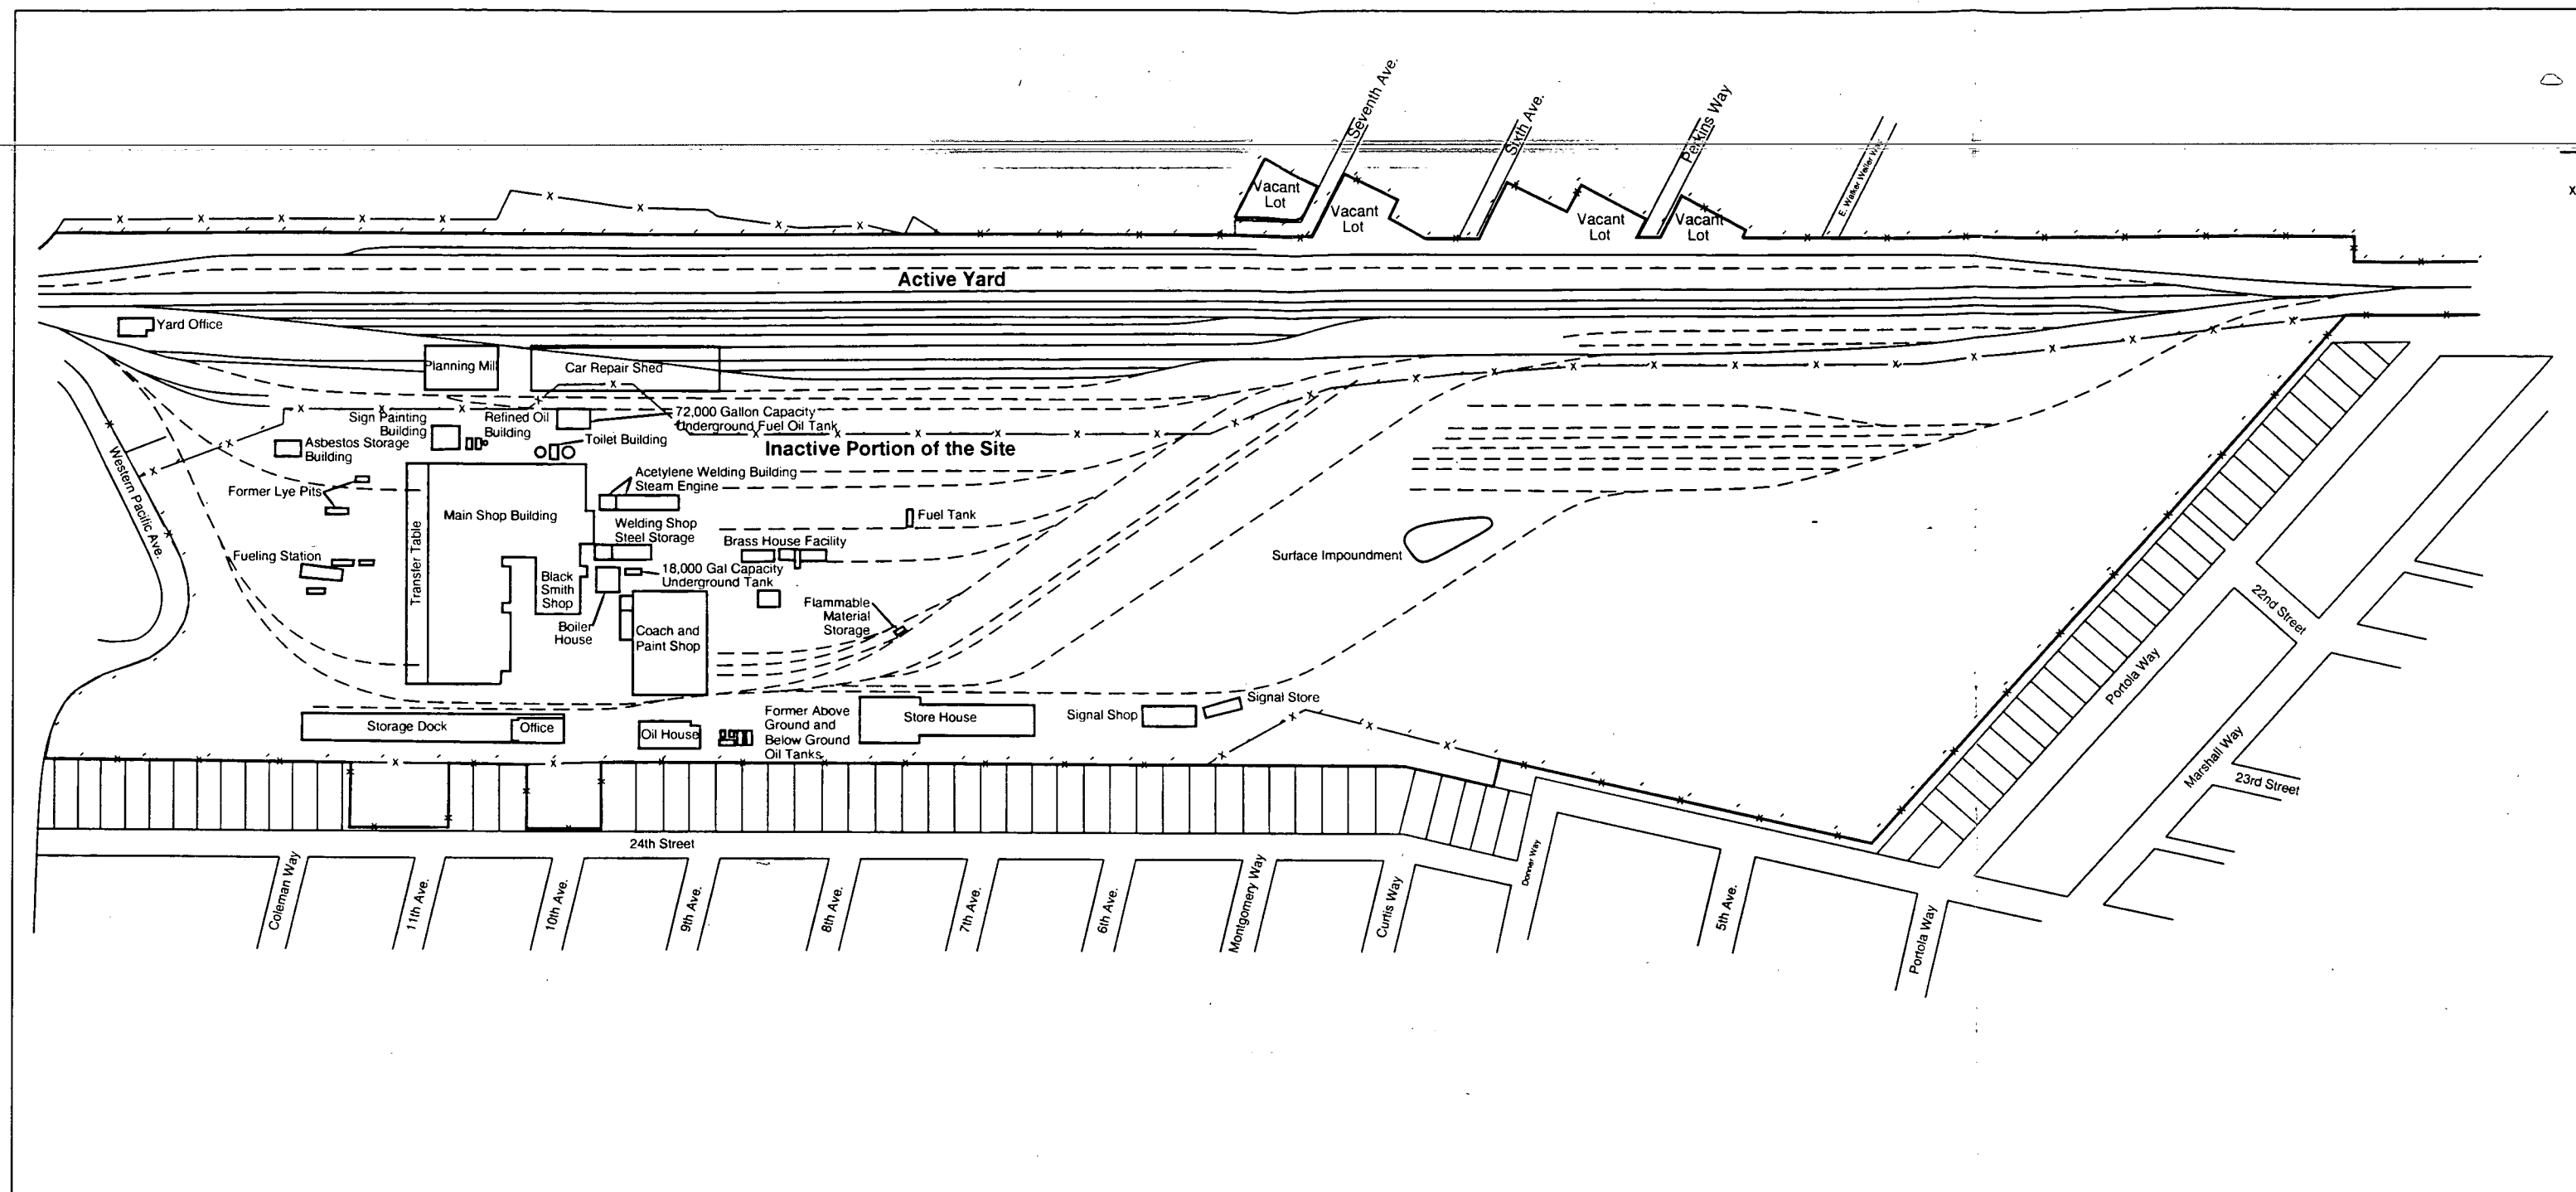 Seventh Ave.
Sixth Ave.
Perkins Way
E. Walker Waller Way
Vacant
Lot
Vacant
Lot
Vacant
Lot
Vacant
Lot
Active Yard
Yard Office
Planning Mill
Car Repair Shed
Sign Painting
Building
Refined Oil
Building
72,000 Gallon Capacity
Underground Fuel Oil Tank
Toilet Building
Asbestos Storage
Building
Inactive Portion of the Site
Western Pacific Ave.
Former Lye Pits
Acetylene Welding Building
Steam Engine
Main Shop Building
Transfer Table
Welding Shop
Steel Storage
Fuel Tank
Brass House Facility
Surface Impoundment
Fueling Station
Black
Smith
Shop
18,000 Gal Capacity
Underground Tank
Boiler
House
Coach and
Paint Shop
Flammable
Material
Storage
22nd Street
Portola Way
Marshall Way
23rd Street
Storage Dock
Office
Oil House
Former Above
Ground and
Below Ground
Oil Tanks
Store House
Signal Shop
Signal Store
24th Street
Coleman Way
11th Ave.
10th Ave.
9th Ave.
8th Ave.
7th Ave.
6th Ave.
Montgomery Way
Curtis Way
Donner Way
5th Ave.
Portola Way